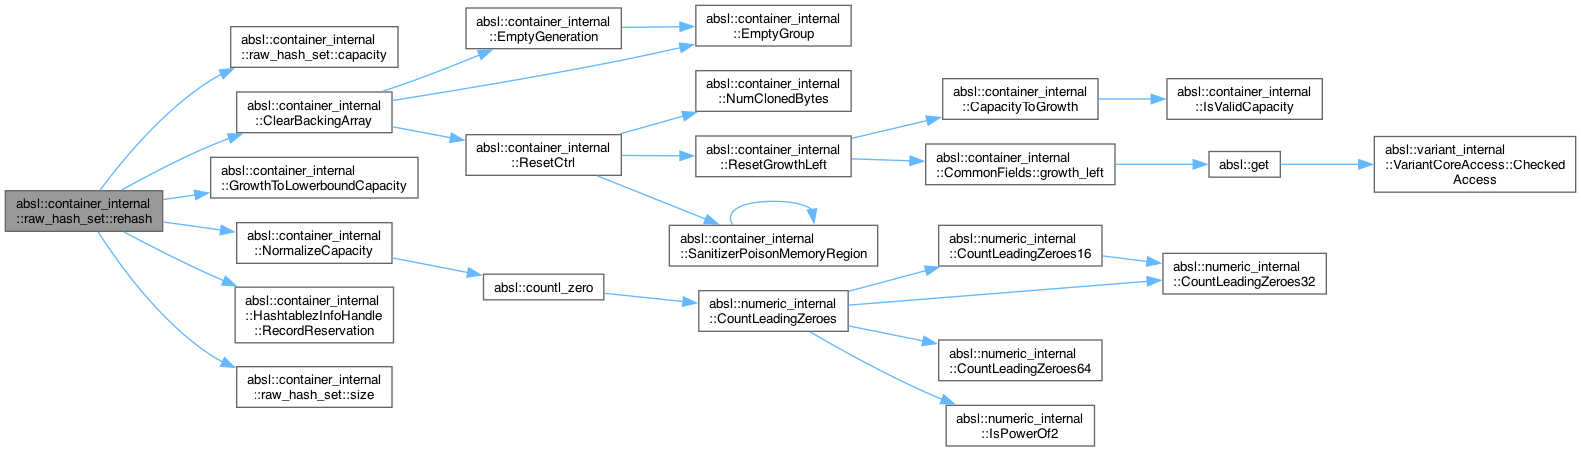 absl::container_internal
::raw_hash_set::rehash
absl::container_internal
::raw_hash_set::capacity
absl::container_internal
::ClearBackingArray
absl::container_internal
::GrowthToLowerboundCapacity
absl::container_internal
::NormalizeCapacity
absl::container_internal
::HashtablezInfoHandle
::RecordReservation
absl::container_internal
::raw_hash_set::size
absl::container_internal
::EmptyGeneration
absl::container_internal
::ResetCtrl
absl::countl_zero
absl::container_internal
::EmptyGroup
absl::container_internal
::NumClonedBytes
absl::container_internal
::ResetGrowthLeft
absl::container_internal
::SanitizerPoisonMemoryRegion
absl::numeric_internal
::CountLeadingZeroes
absl::container_internal
::CapacityToGrowth
absl::container_internal
::CommonFields::growth_left
absl::numeric_internal
::CountLeadingZeroes16
absl::numeric_internal
::CountLeadingZeroes64
absl::numeric_internal
::IsPowerOf2
absl::container_internal
::IsValidCapacity
absl::get
absl::numeric_internal
::CountLeadingZeroes32
absl::variant_internal
::VariantCoreAccess::Checked
Access